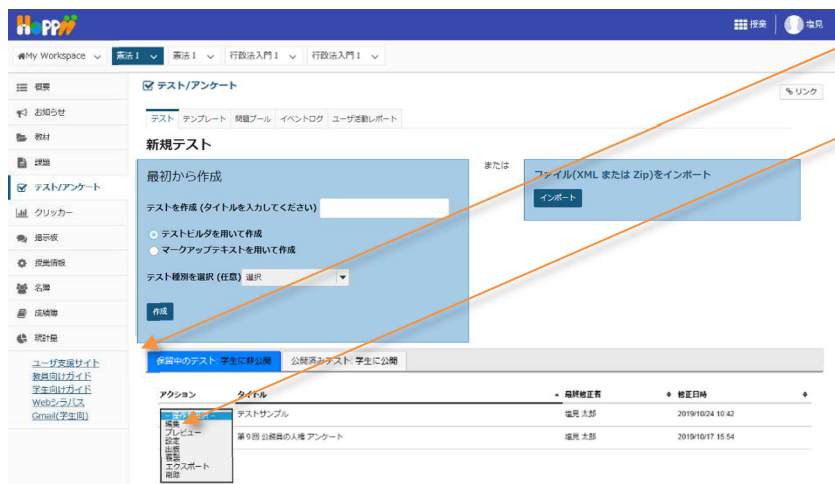 HoPPii
授業
塩見
My Workspace
憲法1
憲法1
行政法入門1
行政法入門1
概要
お知らせ
教材
課題
テスト/アンケート
クリッカー
掲示板
授業情報
名簿
成績簿
統計量
ユーザ支援サイト
教員向けガイド
学生向けガイド
Webシラバス
Gmail(学生向)
テスト/アンケート
リンク
テスト テンプレート 問題プール イベントログ ユーザ活動レポート
新規テスト
最初から作成
テストを作成 (タイトルを入力してください)
テストビルダを用いて作成
マークアップテキストを用いて作成
テスト種別を選択 (任意) 選択
作成
または
ファイル(XML または Zip)をインポート
インポート
保留中のテスト: 学生に非公開 公開済みテスト: 学生に公開
アクション タイトル 最終修正者 修正日時
テストサンプル 塩見 太郎 2019/10/24 10:42
編集
プレビュー
設定
出版
複製
エクスポート
削除
第9回 公務員の人権 アンケート 塩見 太郎 2019/10/17 15:54